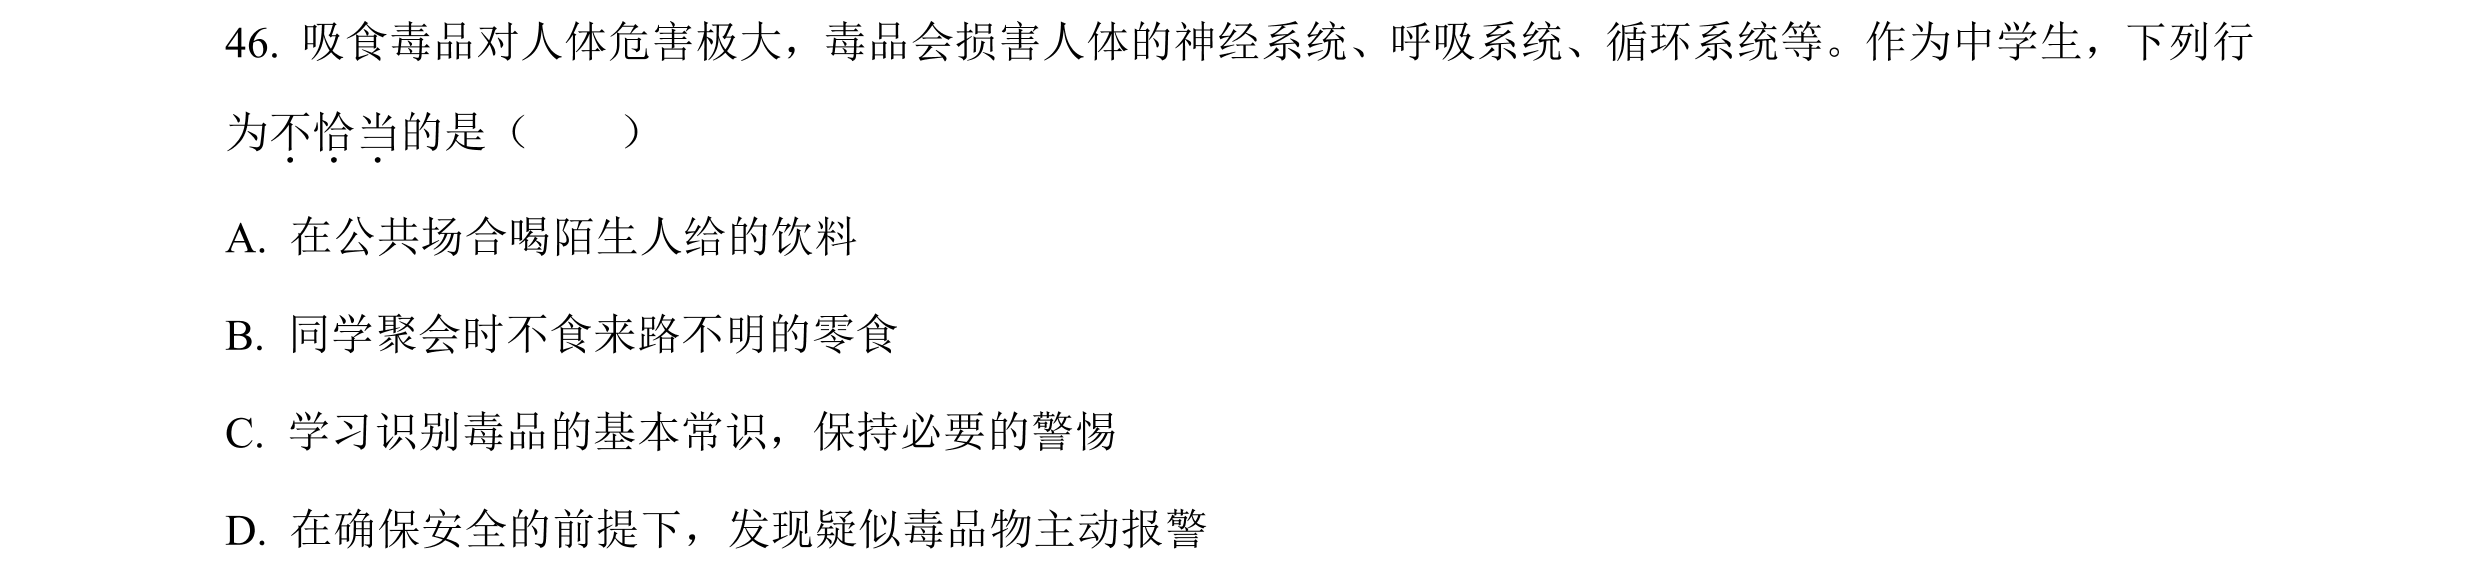 46. 吸食毒品对人体危害极大，毒品会损害人体的神经系统、呼吸系统、循环系统等。作为中学生，下列行
为不恰当的是（　　）
A. 在公共场合喝陌生人给的饮料
B. 同学聚会时不食来路不明的零食
C. 学习识别毒品的基本常识，保持必要的警惕
D. 在确保安全的前提下，发现疑似毒品物主动报警